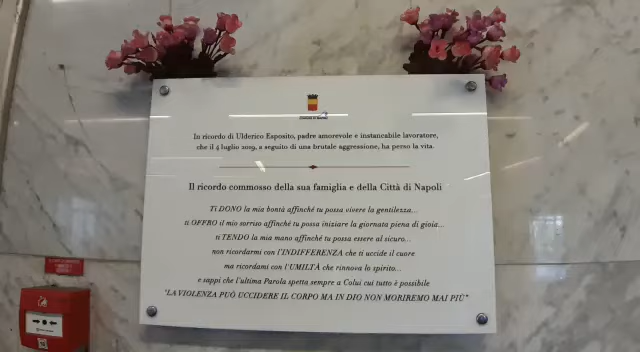 COMUNE DI NAPOLI
In ricordo di Ulderico Esposito, padre amorevole e instancabile lavoratore,
che il 4 luglio 2019, a seguito di una brutale aggressione, ha perso la vita.
Il ricordo commosso della sua famiglia e della Città di Napoli
Ti DONO la mia bontà affinché tu possa vivere la gentilezza...
ti OFFRO il mio sorriso affinché tu possa iniziare la giornata piena di gioia...
ti TENDO la mia mano affinché tu possa essere al sicuro...
non ricordarmi con l'INDIFFERENZA che ti uccide il cuore
ma ricordami con l'UMILTÀ che rinnova lo spirito...
e sappi che l'ultima Parola spetta sempre a Colui cui tutto è possibile
"LA VIOLENZA PUÒ UCCIDERE IL CORPO MA IN DIO NON MORIREMO MAI PIÙ"